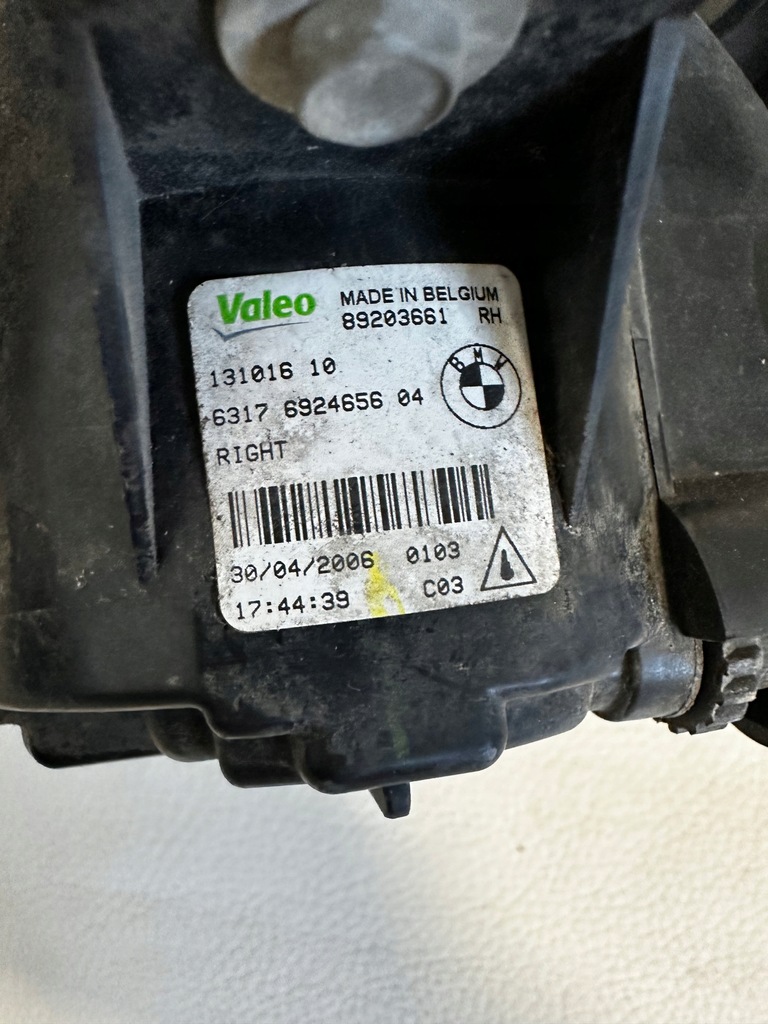 Valeo MADE IN BELGIUM
89203661 RH
131016 10
BMW
6317 6924656 04
RIGHT
30/04/2006 0103
17:44:39 C03